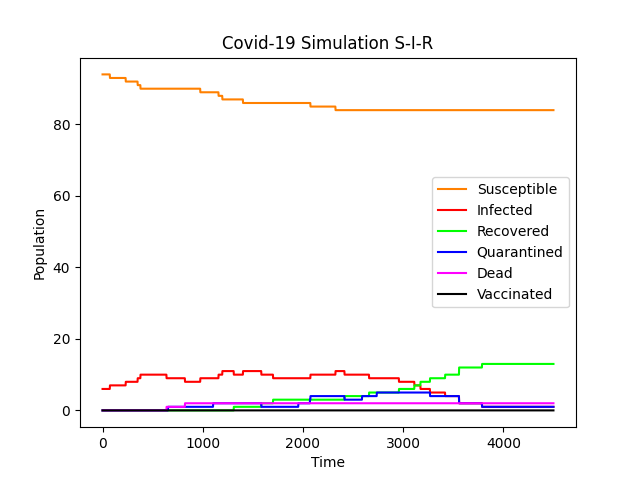 Covid-19 Simulation S-I-R
Population
80
60
40
20
0
Susceptible
Infected
Recovered
Quarantined
Dead
Vaccinated
0 1000 2000 3000 4000
Time